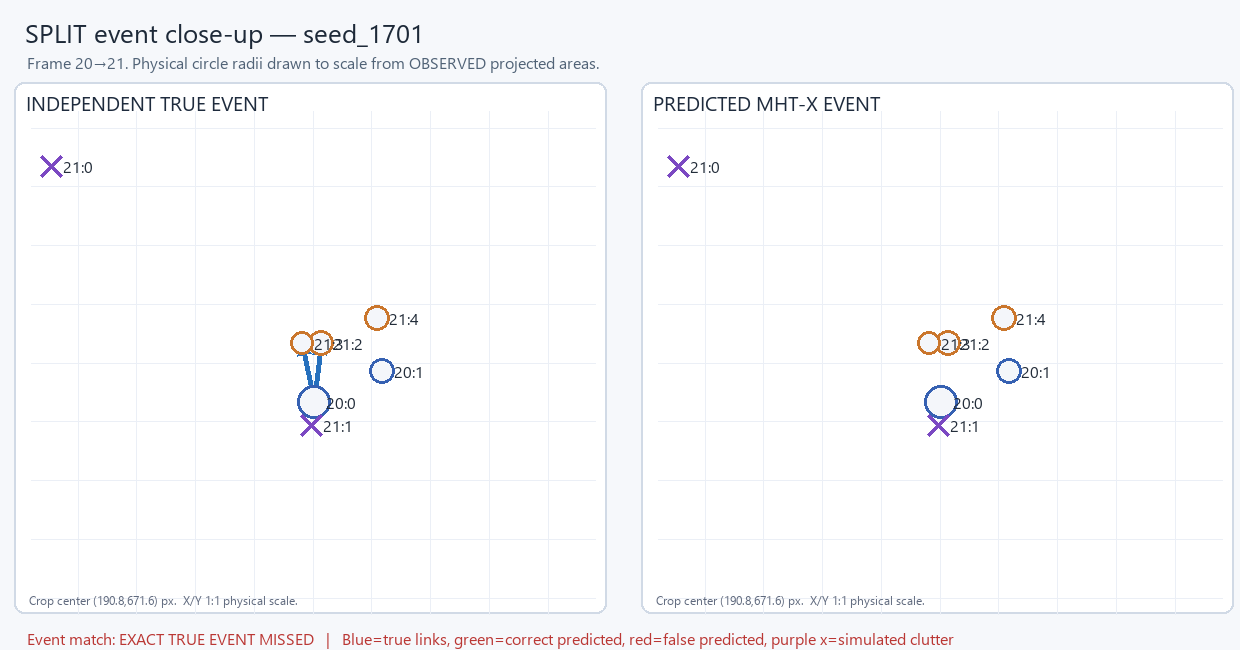 SPLIT event close-up — seed_1701
Frame 20→21. Physical circle radii drawn to scale from OBSERVED projected areas.
INDEPENDENT TRUE EVENT
21:0
21:4
21:3
21:2
20:1
20:0
21:1
Crop center (190.8,671.6) px.  X/Y 1:1 physical scale.
PREDICTED MHT-X EVENT
21:0
21:4
21:3
21:2
20:1
20:0
21:1
Crop center (190.8,671.6) px.  X/Y 1:1 physical scale.
Event match: EXACT TRUE EVENT MISSED   |   Blue=true links, green=correct predicted, red=false predicted, purple x=simulated clutter